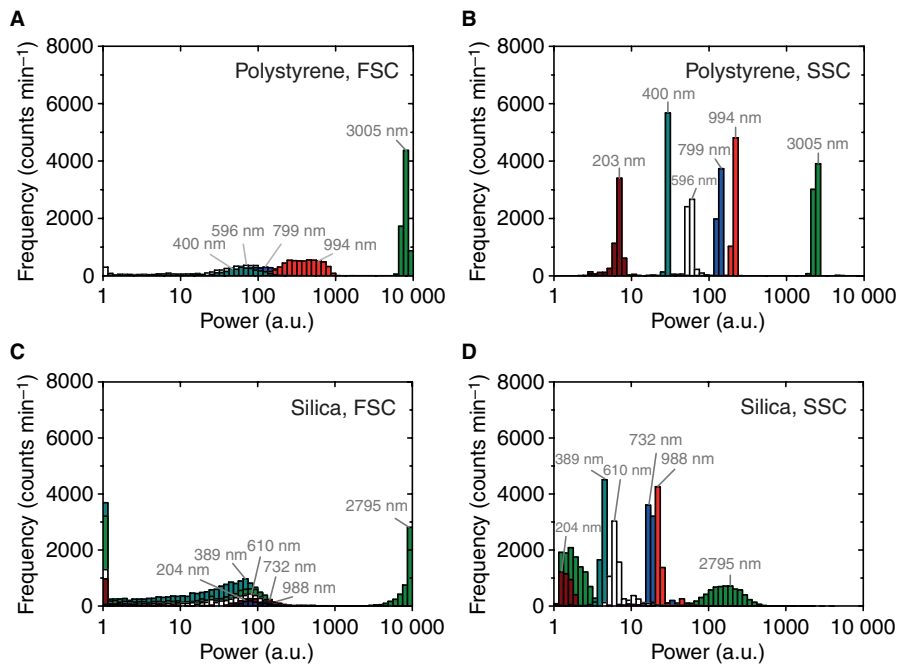 A
8000
6000
4000
2000
0
Frequency (counts min⁻¹)
Polystyrene, FSC
3005 nm
596 nm
799 nm
400 nm
994 nm
1
10
100
1000
10 000
Power (a.u.)
B
8000
6000
4000
2000
0
Frequency (counts min⁻¹)
Polystyrene, SSC
400 nm
994 nm
799 nm
3005 nm
203 nm
596 nm
1
10
100
1000
10 000
Power (a.u.)
C
8000
6000
4000
2000
0
Frequency (counts min⁻¹)
Silica, FSC
2795 nm
389 nm
610 nm
204 nm
732 nm
988 nm
1
10
100
1000
10 000
Power (a.u.)
D
8000
6000
4000
2000
0
Frequency (counts min⁻¹)
Silica, SSC
732 nm
389 nm
988 nm
610 nm
204 nm
2795 nm
1
10
100
1000
10 000
Power (a.u.)